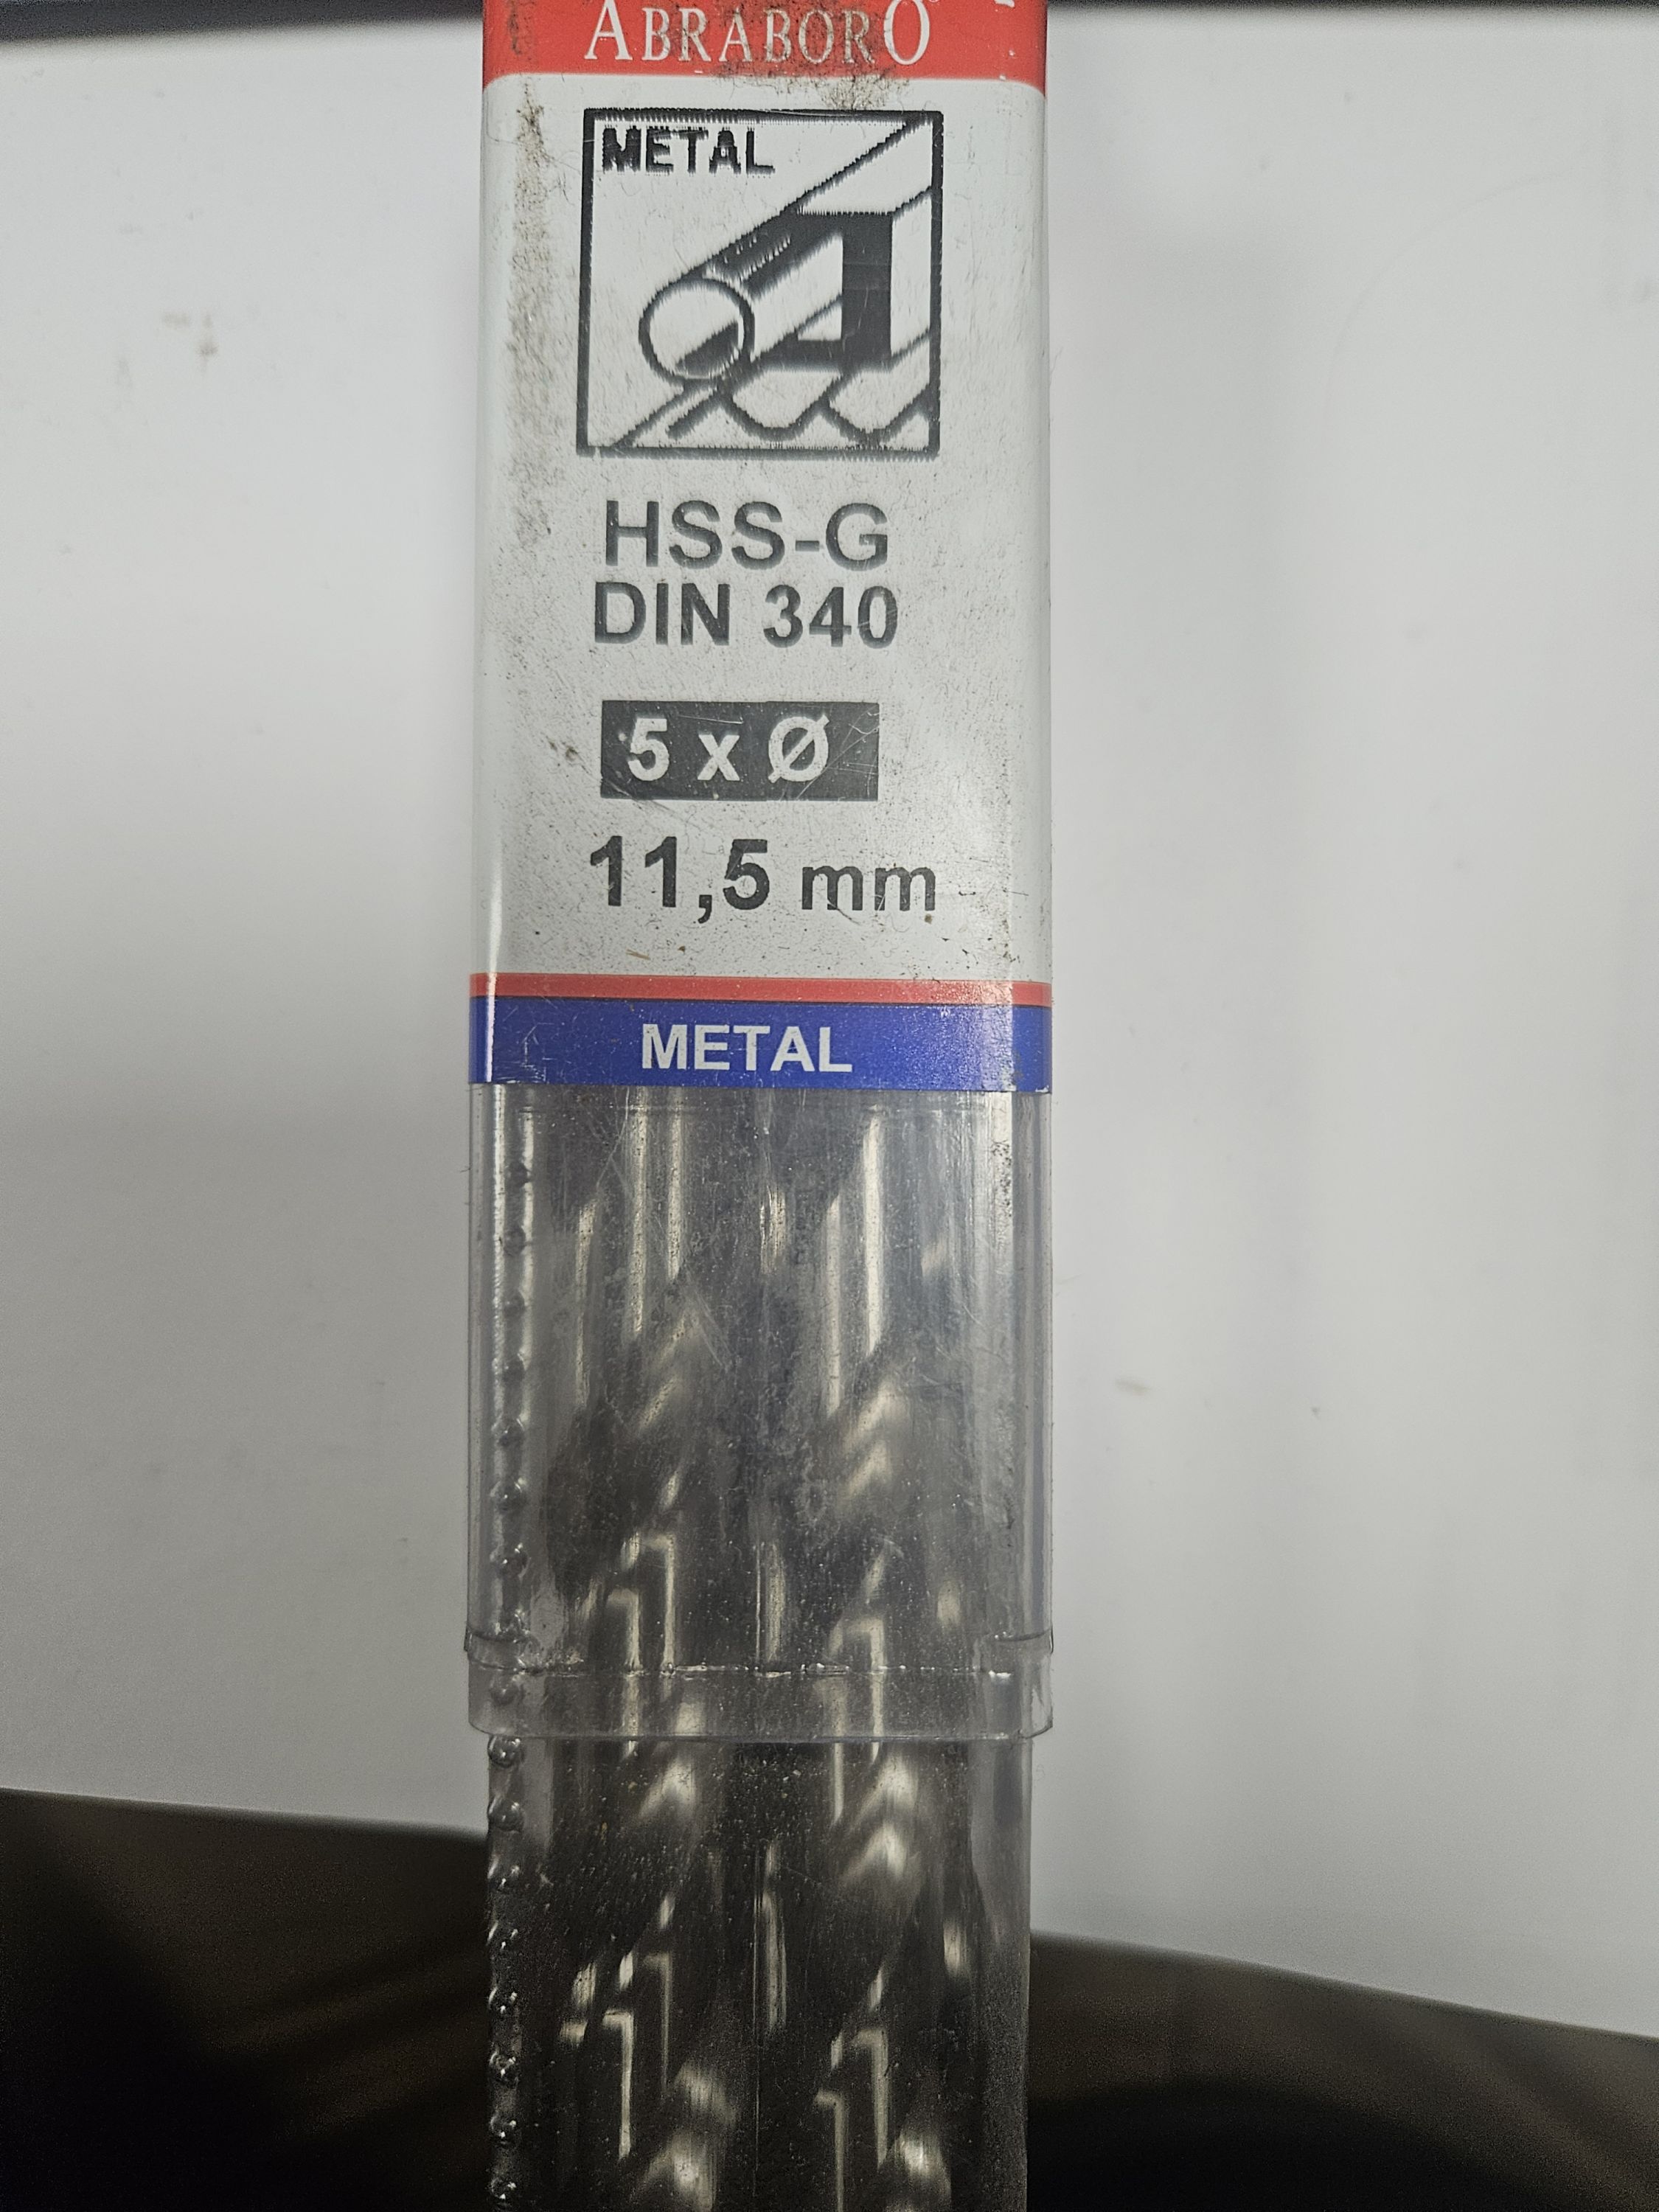 ABRABORO
METAL
HSS-G
DIN 340
5 x Ø
11,5 mm
METAL